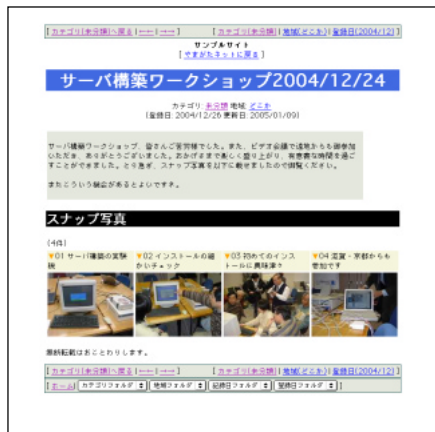 [ カテゴリ(未分類)へ戻る | ←← | →→ ] [ カテゴリ(未分類) | 地域(どこか) | 登録日(2004/12) ]
サンプルサイト
[ やまがたネットに戻る ]
サーバ構築ワークショップ2004/12/24
カテゴリ: 未分類 地域: どこか
(登録日: 2004/12/26 更新日: 2005/01/09)
サーバ構築ワークショップ、皆さんご苦労様でした。また、ビデオ会議で遠地からも御参加
いただき、ありがとうございました。おかげさまで楽しく盛り上がり、有意義な時間を過ご
すことができました。とり急ぎ、スナップ写真を以下に載せましたので御覧ください。
またこういう機会があるとよいですネ。
スナップ写真
(4件)
▼01 サーバ構築の実験機
▼02 インストールの細かいチェック
▼03 初めてのインストールに興味津々
▼04 滋賀・京都からも参加です
無断転載はおことわりします。
[ カテゴリ(未分類)へ戻る | ←← | →→ ] [ カテゴリ(未分類) | 地域(どこか) | 登録日(2004/12) ]
[ ホーム | カテゴリフォルダ 地域フォルダ 記録日フォルダ 登録日フォルダ ]